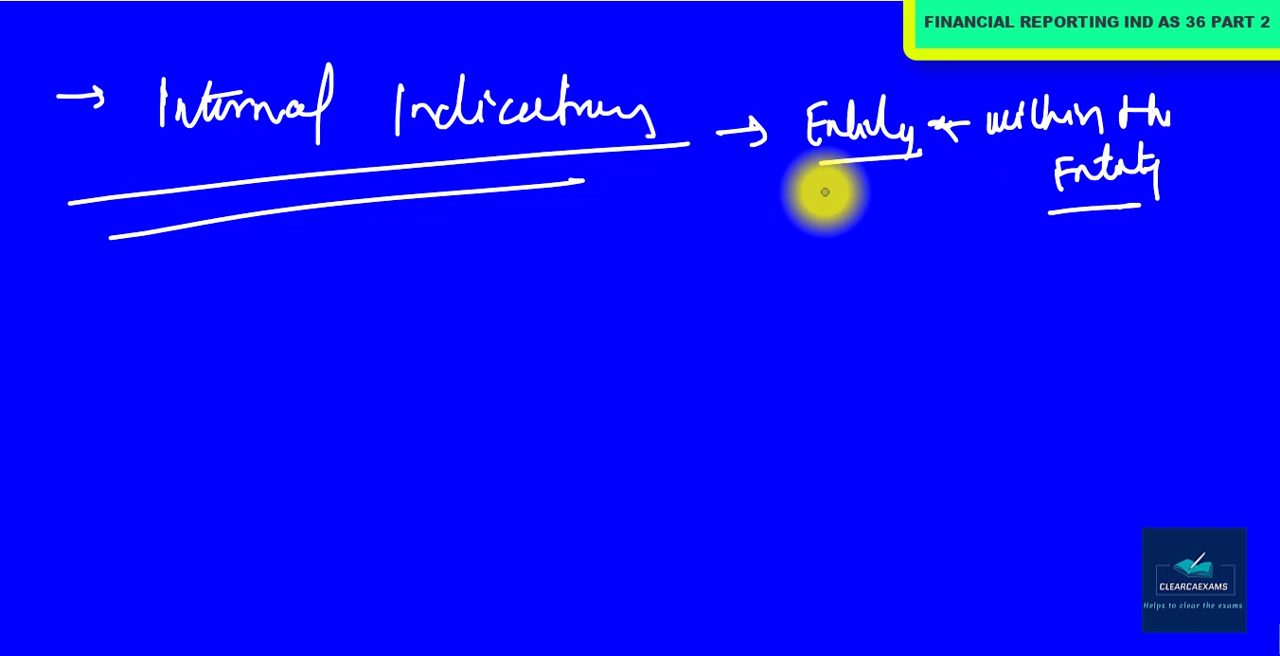 FINANCIAL REPORTING IND AS 36 PART 2
→ Internal Indicators → Entity ← within the
Entity
CLEARCAEXAMS
Helps to clear the exams